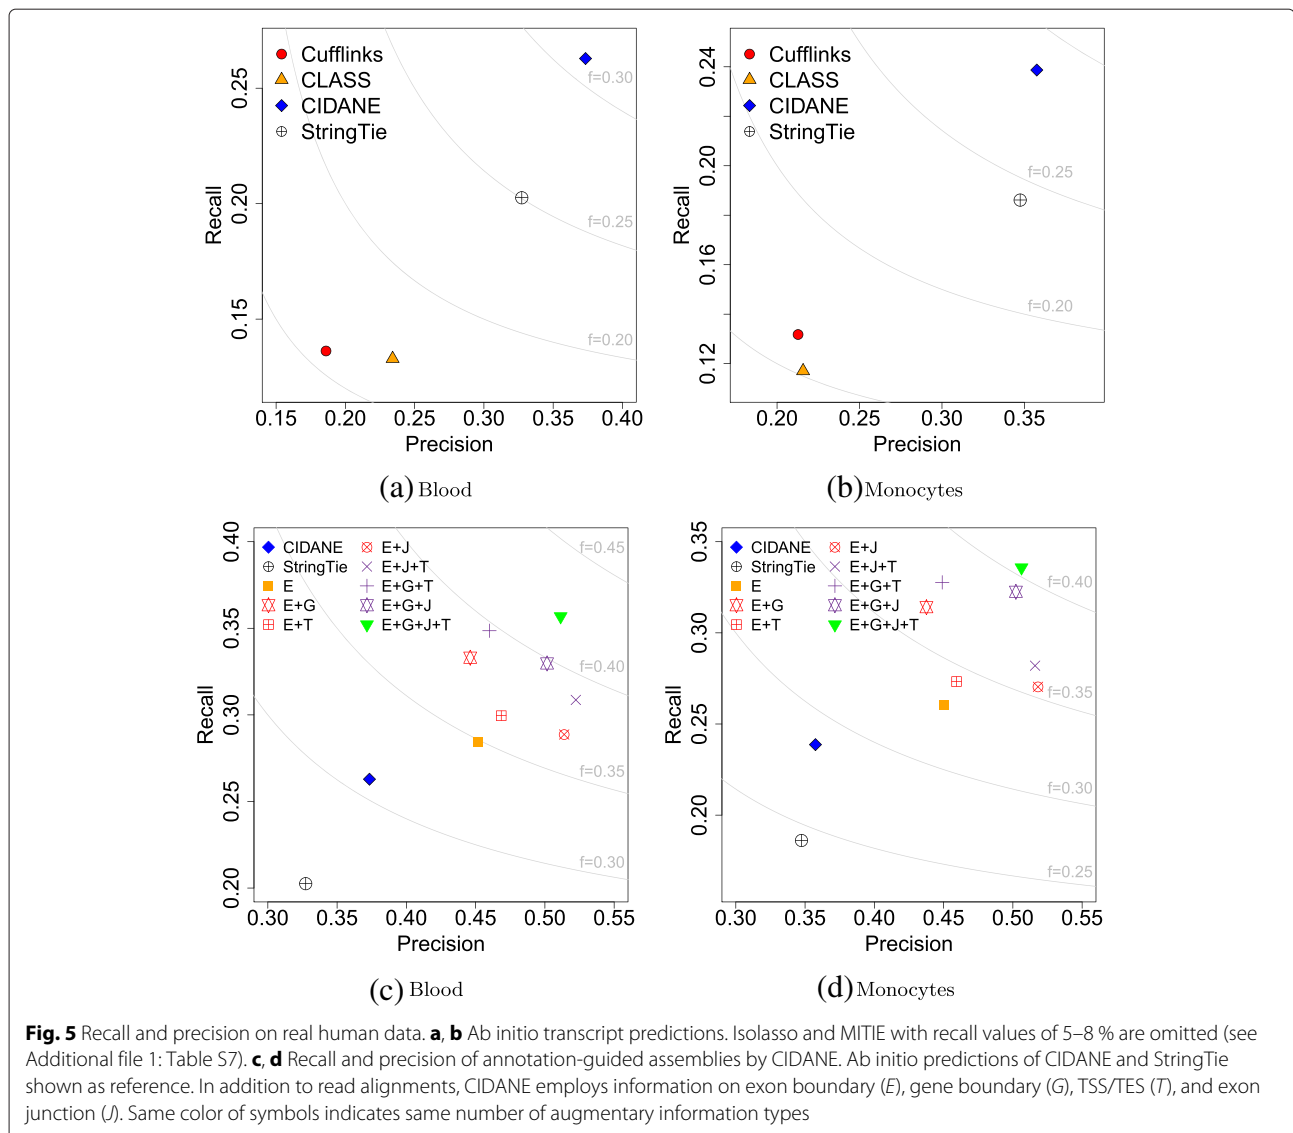 Cufflinks
CLASS
CIDANE
StringTie
f=0.30
f=0.25
f=0.20
Recall
0.25
0.20
0.15
0.15 0.20 0.25 0.30 0.35 0.40
Precision
(a) Blood
Cufflinks
CLASS
CIDANE
StringTie
f=0.25
f=0.20
Recall
0.24
0.20
0.16
0.12
0.20 0.25 0.30 0.35
Precision
(b) Monocytes
CIDANE
StringTie
E
E+G
E+T
E+J
E+J+T
E+G+T
E+G+J
E+G+J+T
f=0.45
f=0.40
f=0.35
f=0.30
Recall
0.40
0.35
0.30
0.25
0.20
0.30 0.35 0.40 0.45 0.50 0.55
Precision
(c) Blood
CIDANE
StringTie
E
E+G
E+T
E+J
E+J+T
E+G+T
E+G+J
E+G+J+T
f=0.40
f=0.35
f=0.30
f=0.25
Recall
0.35
0.30
0.25
0.20
0.30 0.35 0.40 0.45 0.50 0.55
Precision
(d) Monocytes
Fig. 5 Recall and precision on real human data. a, b Ab initio transcript predictions. Isolasso and MITIE with recall values of 5–8 % are omitted (see
Additional file 1: Table S7). c, d Recall and precision of annotation-guided assemblies by CIDANE. Ab initio predictions of CIDANE and StringTie
shown as reference. In addition to read alignments, CIDANE employs information on exon boundary (E), gene boundary (G), TSS/TES (T), and exon
junction (J). Same color of symbols indicates same number of augmentary information types